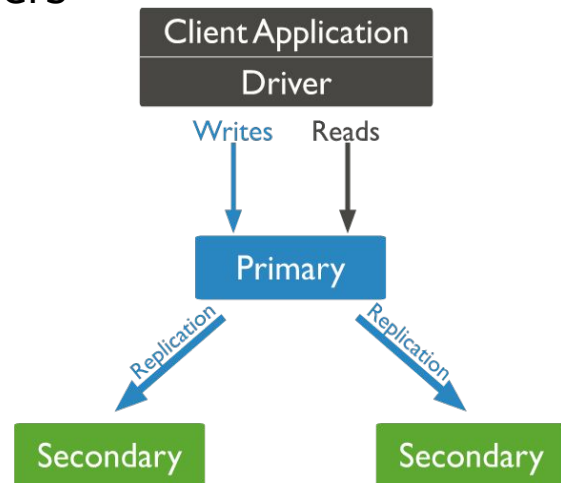 Client Application
Driver
Writes Reads
Primary
Replication Replication
Secondary Secondary